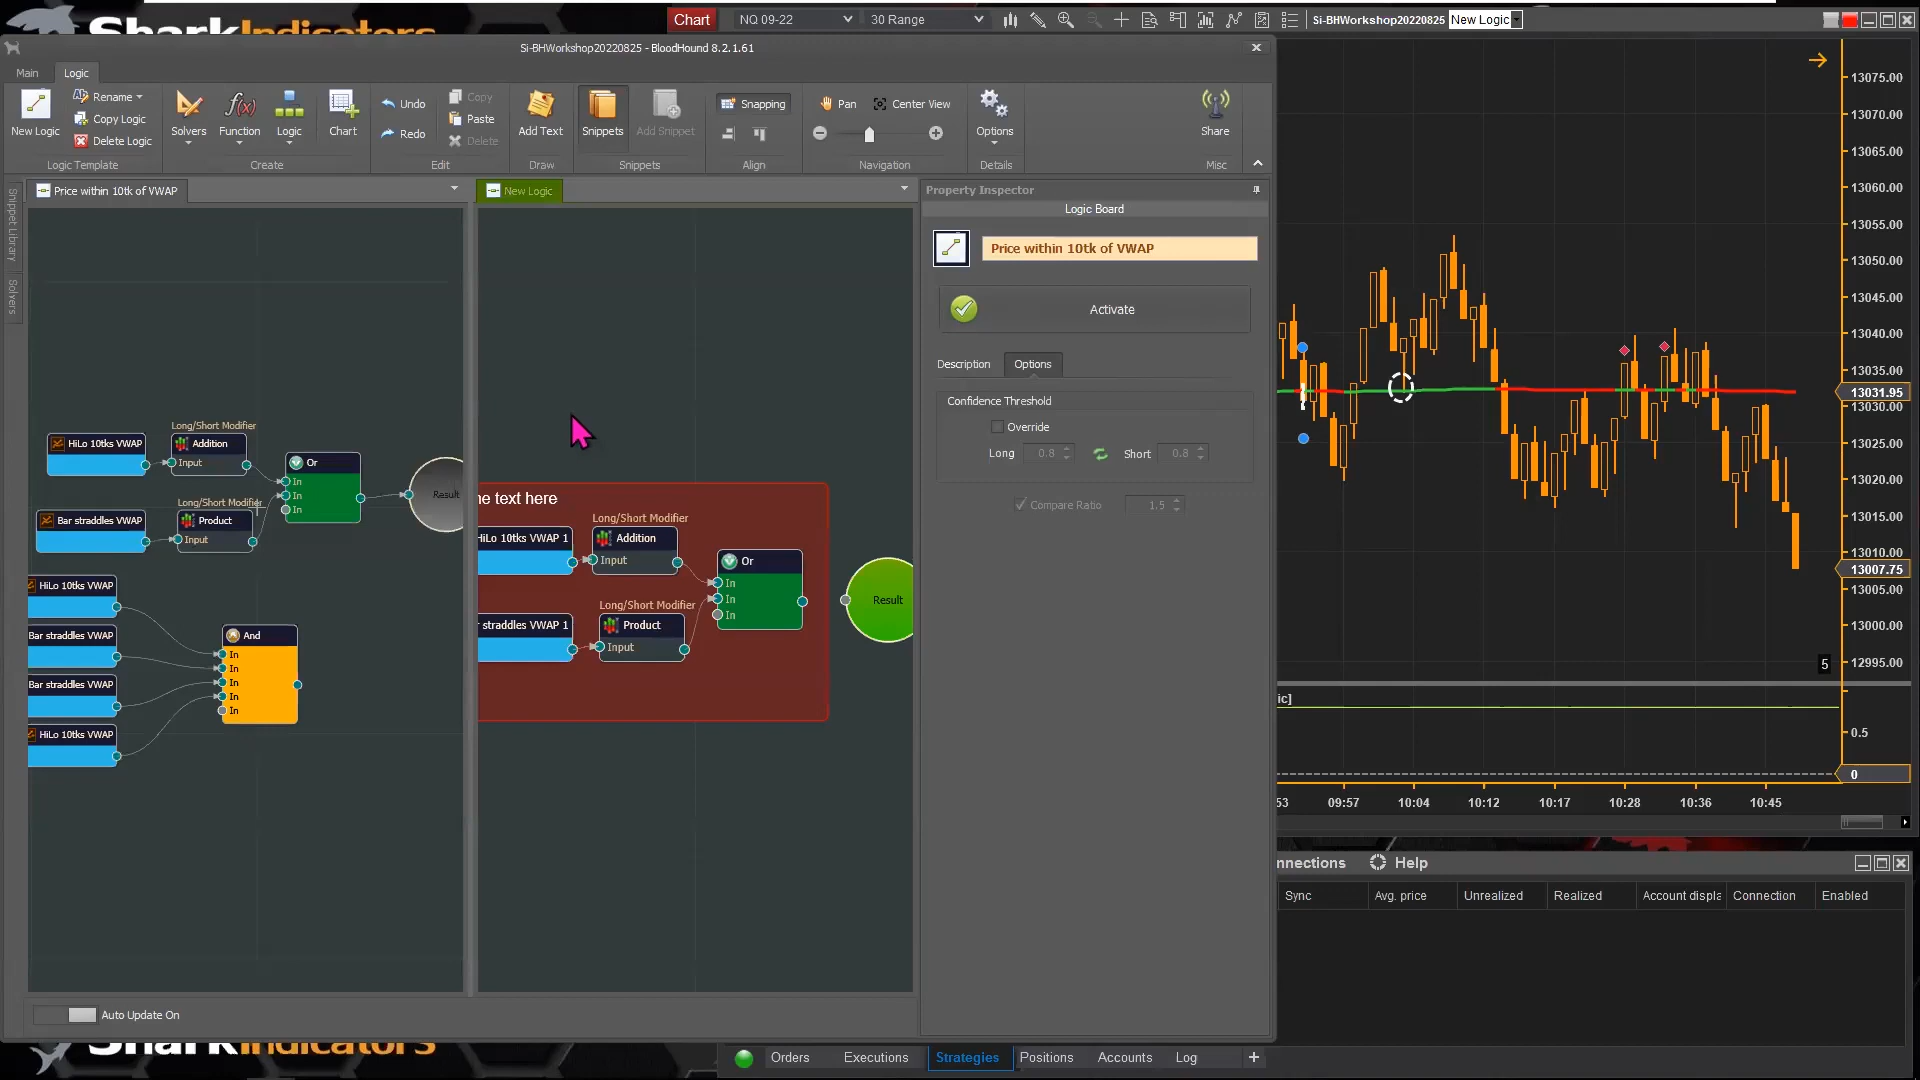 SharkIndicators
Chart
NQ 09-22
30 Range
Si-BHWorkshop20220825
New Logic
Si-BHWorkshop20220825 - BloodHound 8.2.1.61
Main
Logic
New Logic
Rename
Copy Logic
Delete Logic
Logic Template
Solvers
Function
Logic
Chart
Create
Undo
Redo
Copy
Paste
Delete
Edit
Add Text
Draw
Snippets
Add Snippet
Snippets
Snapping
Align
Pan
Center View
Navigation
Options
Details
Share
Misc
Snippet Library
Solvers
Price within 10tk of VWAP
New Logic
HiLo 10tks VWAP
Long/Short Modifier
Addition
Input
Or
In
In
In
Result
Bar straddles VWAP
Long/Short Modifier
Product
Input
HiLo 10tks VWAP
Bar straddles VWAP
Bar straddles VWAP
HiLo 10tks VWAP
And
In
In
In
In
In
ne text here
HiLo 10tks VWAP 1
Long/Short Modifier
Addition
Input
Or
In
In
In
Result
r straddles VWAP 1
Long/Short Modifier
Product
Input
Auto Update On
Property Inspector
Logic Board
Price within 10tk of VWAP
Activate
Description
Options
Confidence Threshold
Override
Long 0.8
Short 0.8
Compare Ratio 1.5
13075.00
13070.00
13065.00
13060.00
13055.00
13050.00
13045.00
13040.00
13035.00
13031.95
13030.00
13025.00
13020.00
13015.00
13010.00
13007.75
13005.00
13000.00
12995.00
5
ic]
0.5
0
:53 09:57 10:04 10:12 10:17 10:28 10:36 10:45
nnections
Help
Sync Avg. price Unrealized Realized Account displa Connection Enabled
SharkIndicators
Orders Executions Strategies Positions Accounts Log +